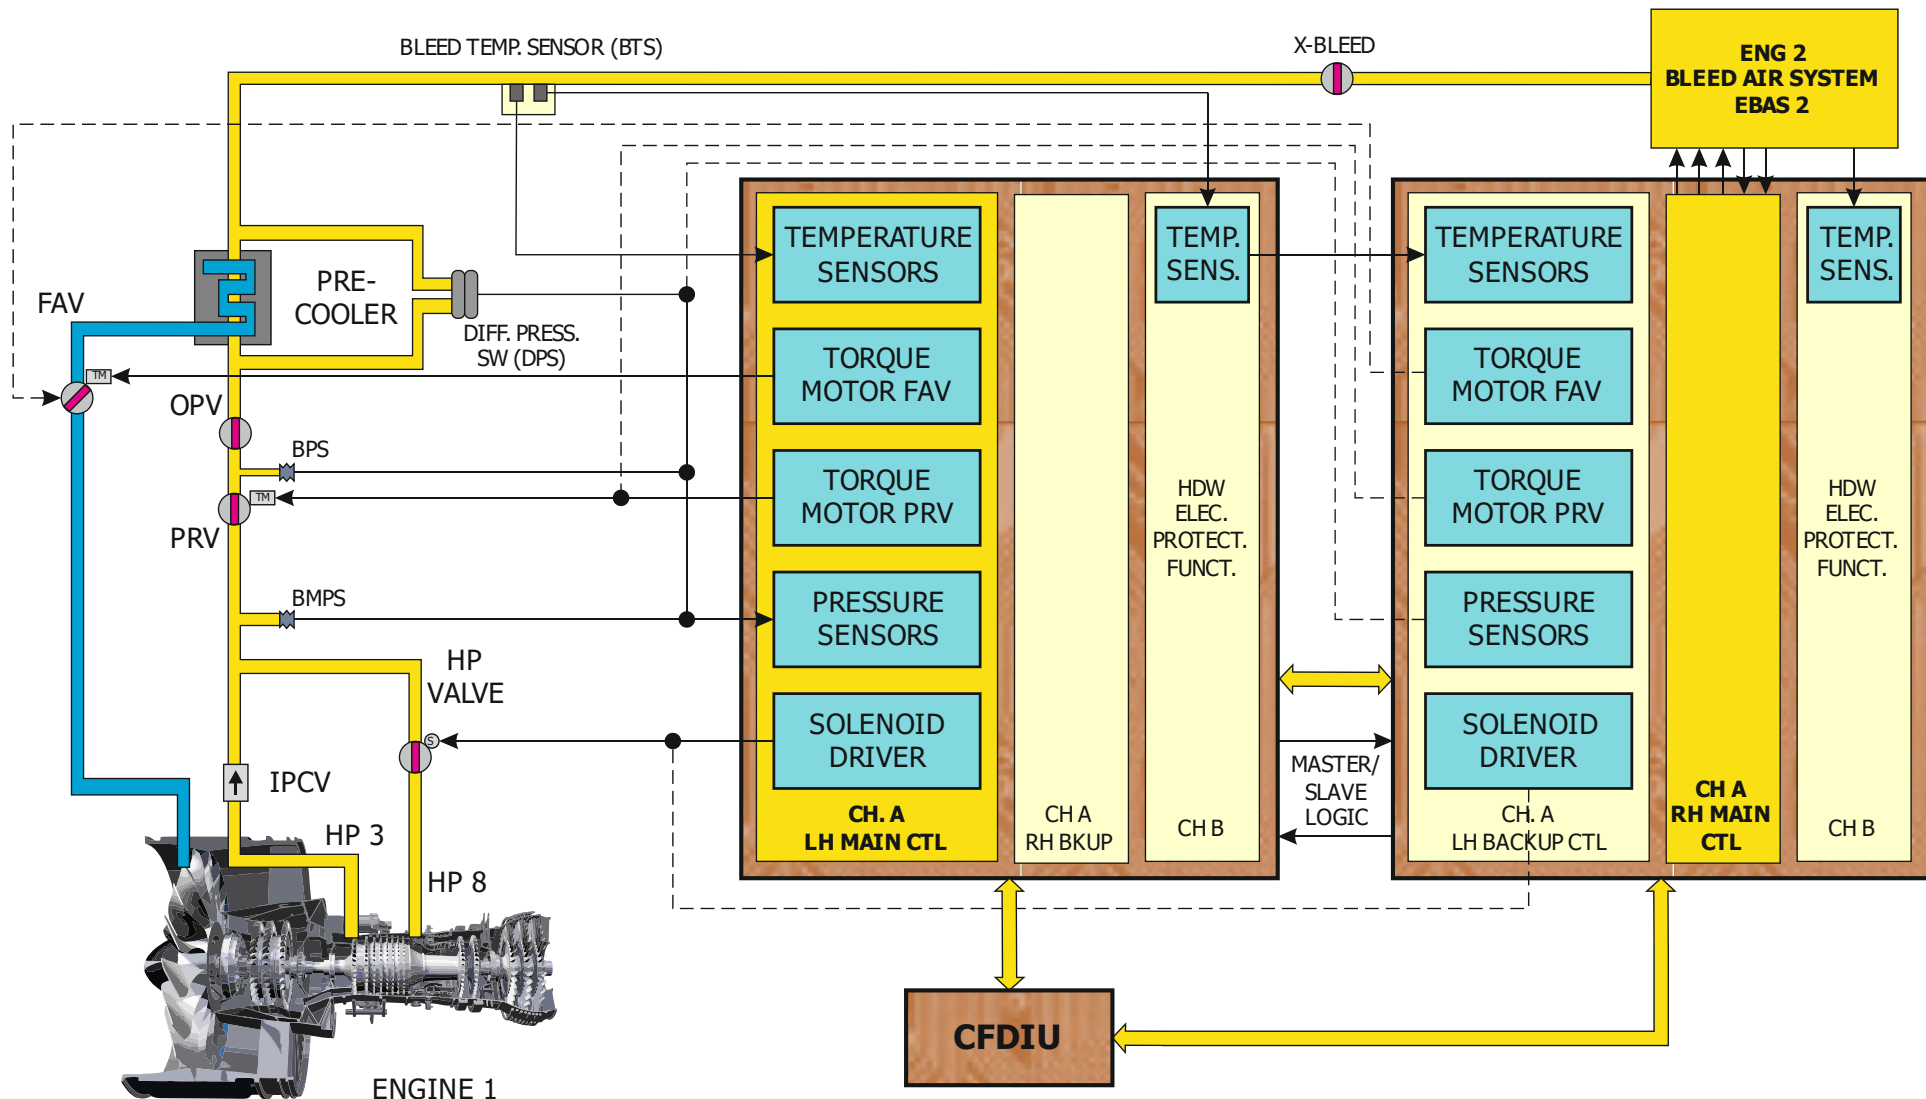 BLEED TEMP. SENSOR (BTS)
X-BLEED
ENG 2
BLEED AIR SYSTEM
EBAS 2
FAV
PRE-
COOLER
DIFF. PRESS.
SW (DPS)
TM
OPV
BPS
TM
PRV
BMPS
HP
VALVE
S
IPCV
HP 3
HP 8
ENGINE 1
TEMPERATURE
SENSORS
TORQUE
MOTOR FAV
TORQUE
MOTOR PRV
PRESSURE
SENSORS
SOLENOID
DRIVER
CH. A
LH MAIN CTL
CH A
RH BKUP
TEMP.
SENS.
HDW
ELEC.
PROTECT.
FUNCT.
CH B
MASTER/
SLAVE
LOGIC
TEMPERATURE
SENSORS
TORQUE
MOTOR FAV
TORQUE
MOTOR PRV
PRESSURE
SENSORS
SOLENOID
DRIVER
CH. A
LH BACKUP CTL
CH A
RH MAIN
CTL
TEMP.
SENS.
HDW
ELEC.
PROTECT.
FUNCT.
CH B
CFDIU